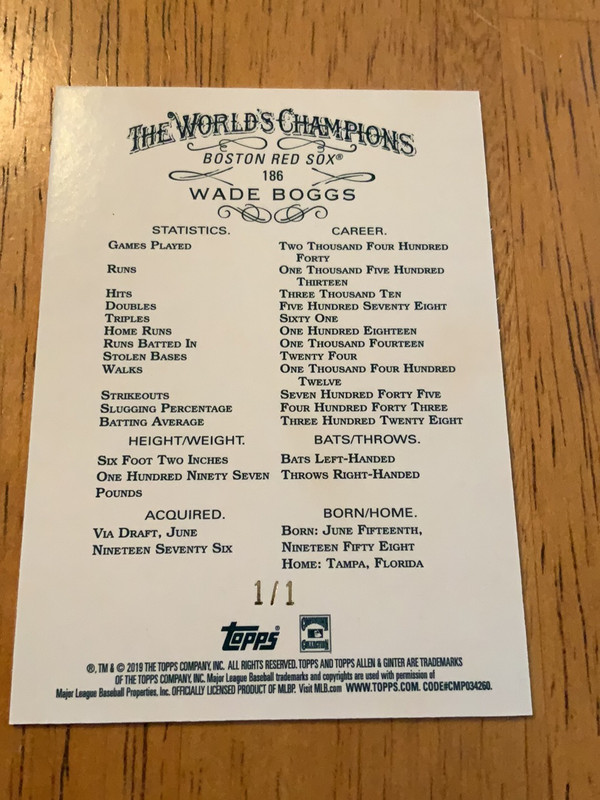 THE WORLD'S CHAMPIONS
BOSTON RED SOX®
186
WADE BOGGS
STATISTICS. CAREER.
GAMES PLAYED TWO THOUSAND FOUR HUNDRED
FORTY
RUNS ONE THOUSAND FIVE HUNDRED
THIRTEEN
HITS THREE THOUSAND TEN
DOUBLES FIVE HUNDRED SEVENTY EIGHT
TRIPLES SIXTY ONE
HOME RUNS ONE HUNDRED EIGHTEEN
RUNS BATTED IN ONE THOUSAND FOURTEEN
STOLEN BASES TWENTY FOUR
WALKS ONE THOUSAND FOUR HUNDRED
TWELVE
STRIKEOUTS SEVEN HUNDRED FORTY FIVE
SLUGGING PERCENTAGE FOUR HUNDRED FORTY THREE
BATTING AVERAGE THREE HUNDRED TWENTY EIGHT
HEIGHT/WEIGHT. BATS/THROWS.
SIX FOOT TWO INCHES BATS LEFT-HANDED
ONE HUNDRED NINETY SEVEN THROWS RIGHT-HANDED
POUNDS
ACQUIRED. BORN/HOME.
VIA DRAFT, JUNE BORN: JUNE FIFTEENTH,
NINETEEN SEVENTY SIX NINETEEN FIFTY EIGHT
HOME: TAMPA, FLORIDA
1/1
Topps
®, TM & © 2019 THE TOPPS COMPANY, INC. ALL RIGHTS RESERVED. TOPPS AND TOPPS ALLEN & GINTER ARE TRADEMARKS
OF THE TOPPS COMPANY, INC. Major League Baseball trademarks and copyrights are used with permission of
Major League Baseball Properties, Inc. OFFICIALLY LICENSED PRODUCT OF MLBP. Visit MLB.com WWW.TOPPS.COM. CODE#CMP034260.